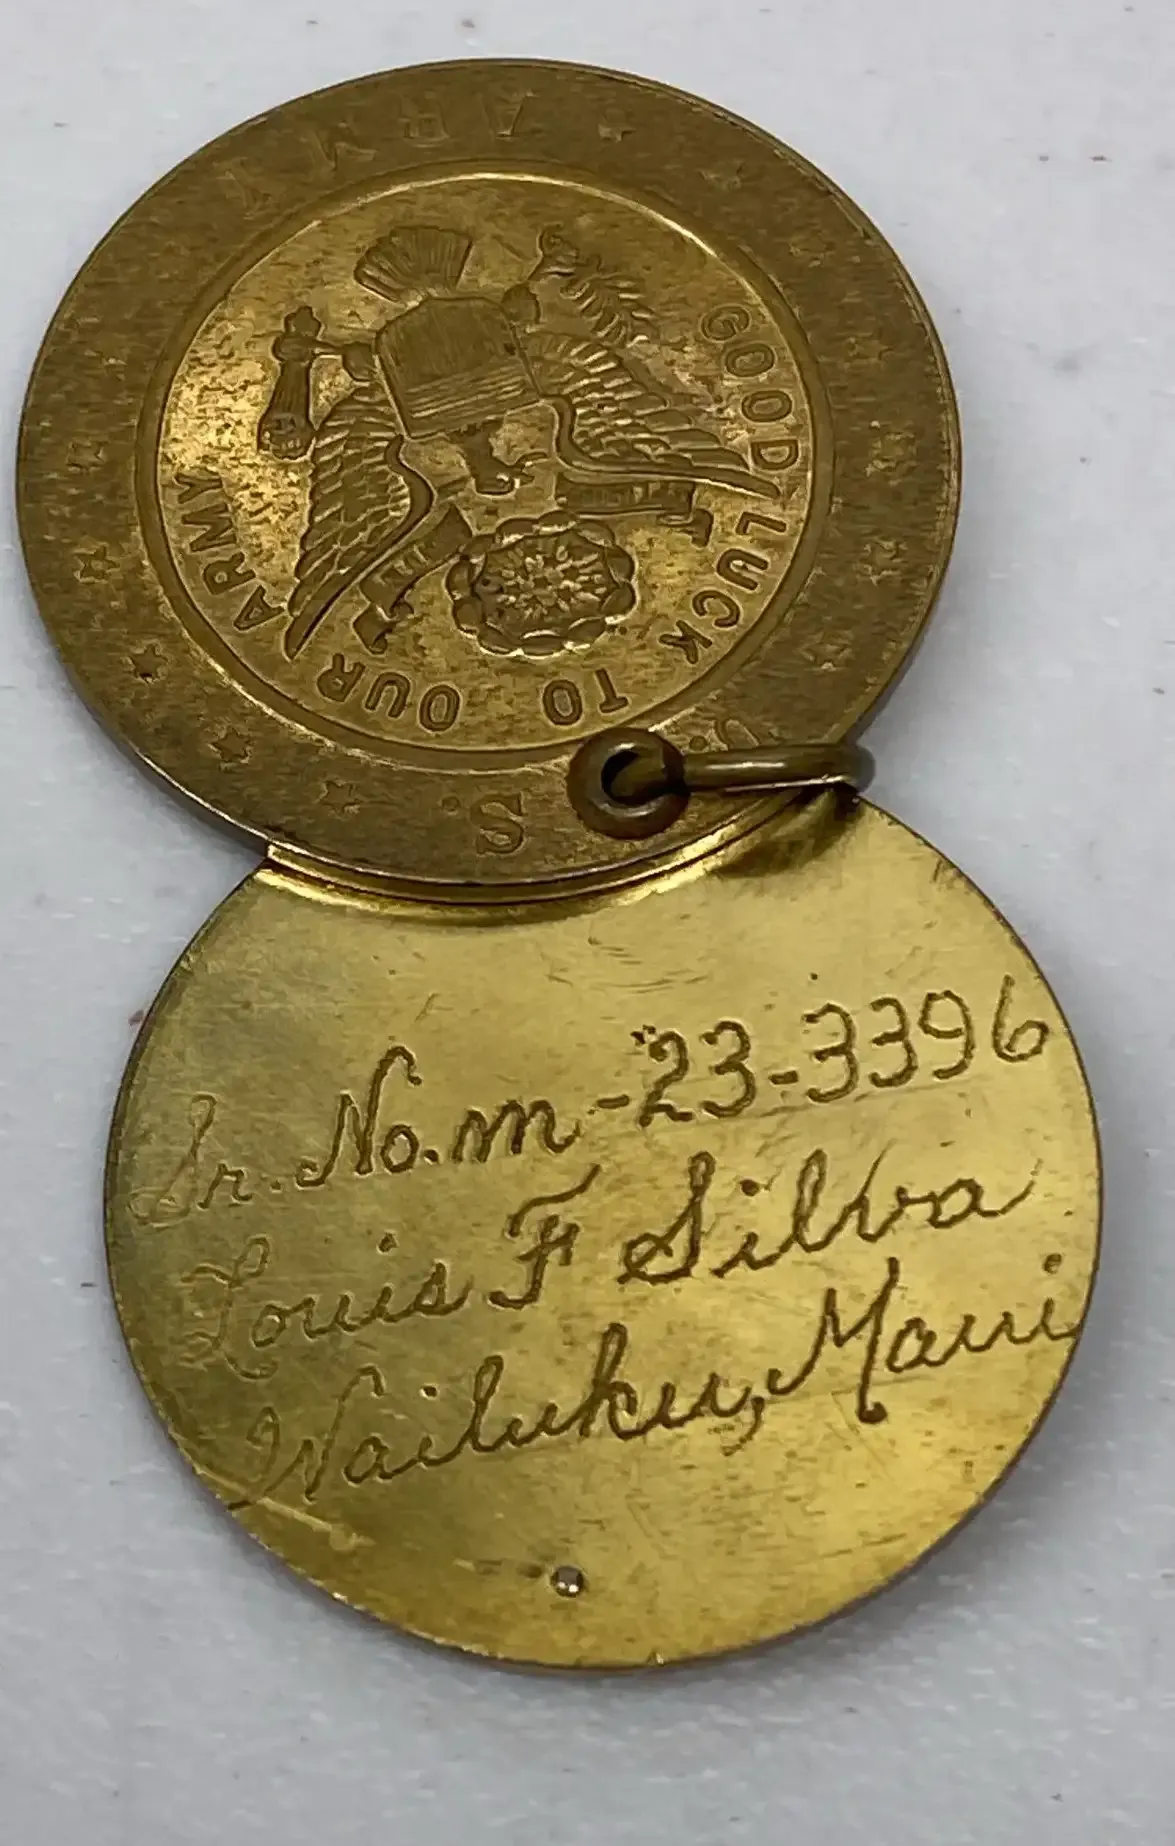 U. S. ARMY
GOOD LUCK TO OUR ARMY
Sr. No. m-23-3396
Louis F Silva
Wailuku, Maui